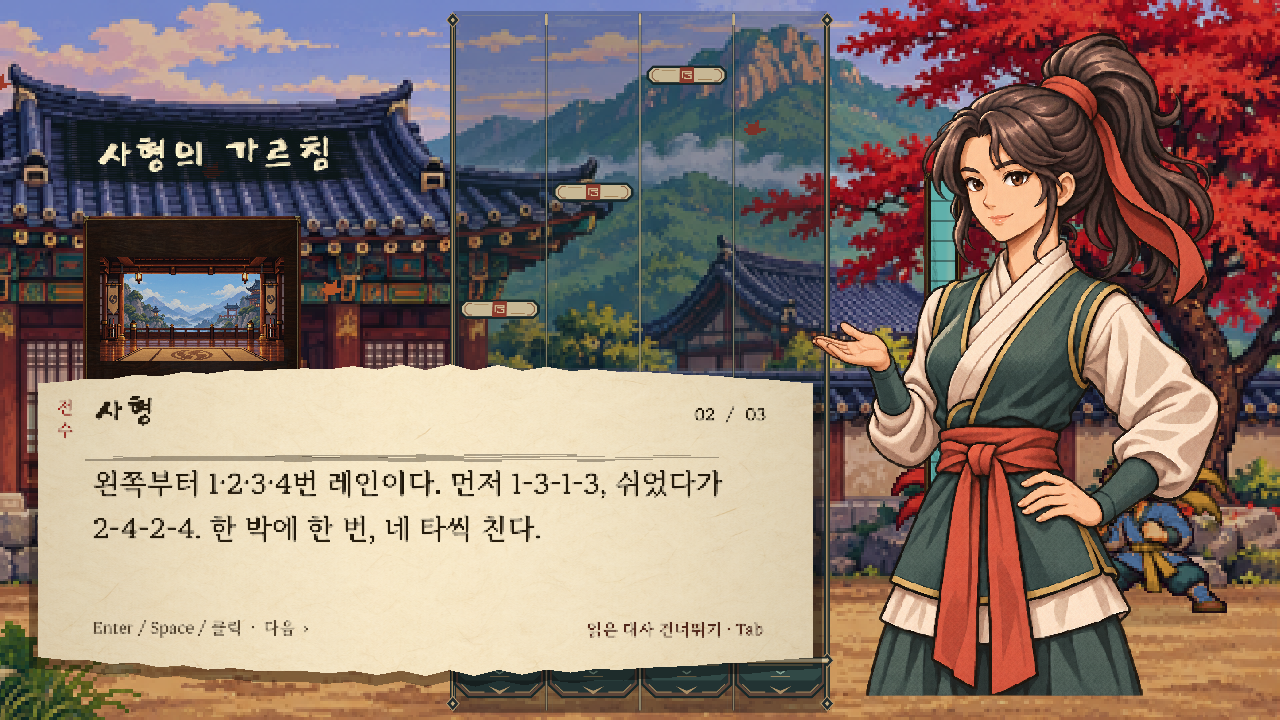 사형의 가르침
전수
사형
02 / 03
왼쪽부터 1·2·3·4번 레인이다. 먼저 1-3-1-3, 쉬었다가
2-4-2-4. 한 박에 한 번, 네 타씩 친다.
Enter / Space / 클릭 · 다음 ›
읽은 대사 건너뛰기 · Tab